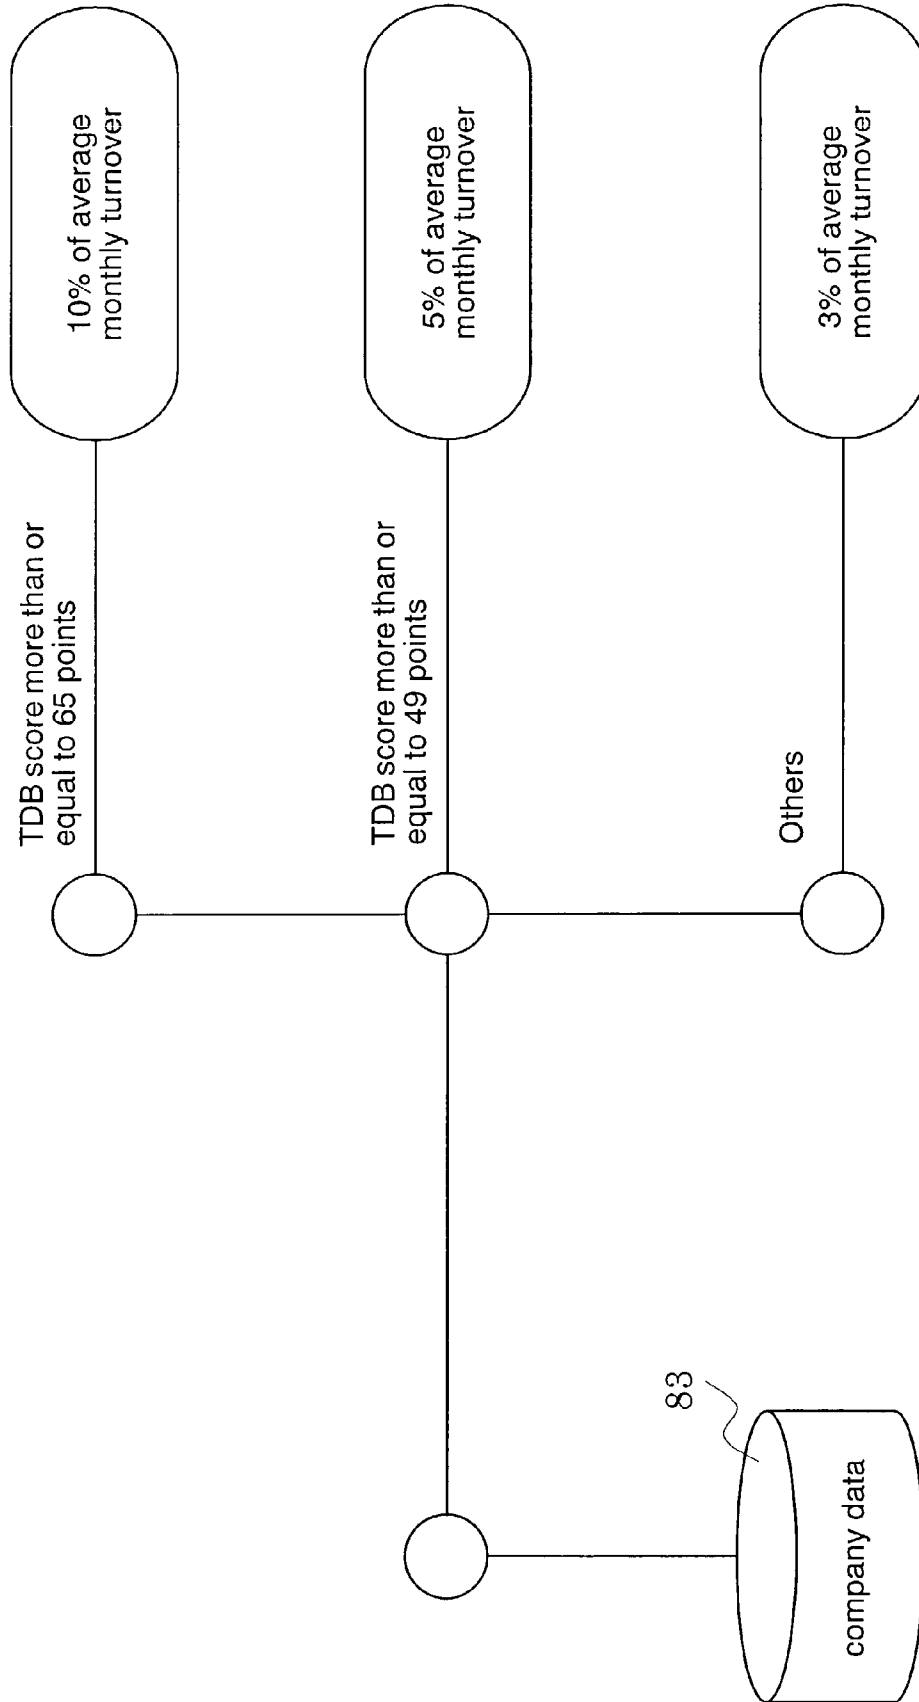 TDB score more than or
equal to 65 points
10% of average
monthly turnover
TDB score more than or
equal to 49 points
5% of average
monthly turnover
Others
3% of average
monthly turnover
83
company data